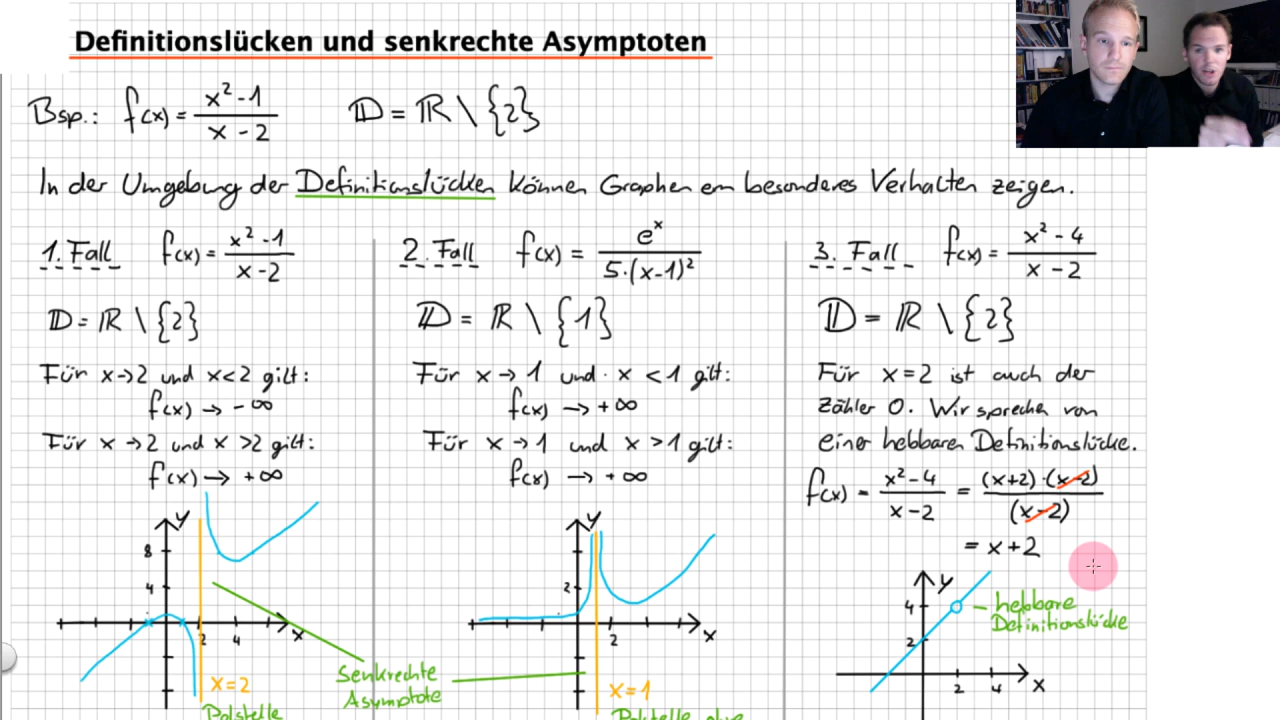 Definitionslücken und senkrechte Asymptoten
Bsp.: f(x) = (x² - 1)/(x - 2) 𝔻 = ℝ \ {2}
In der Umgebung der Definitionslücken können Graphen ein besonderes Verhalten zeigen.
1. Fall f(x) = (x² - 1)/(x - 2)
𝔻 = ℝ \ {2}
Für x → 2 und x < 2 gilt:
f(x) → - ∞
Für x → 2 und x > 2 gilt:
f(x) → + ∞
y
8
4
2 4 x
x = 2
Polstelle
Senkrechte
Asymptote
2. Fall f(x) = e^x/(5·(x-1)²)
𝔻 = ℝ \ {1}
Für x → 1 und x < 1 gilt:
f(x) → + ∞
Für x → 1 und x > 1 gilt:
f(x) → + ∞
y
2
2 x
x = 1
Polstelle ohne
3. Fall f(x) = (x² - 4)/(x - 2)
𝔻 = ℝ \ {2}
Für x = 2 ist auch der
Zähler 0. Wir sprechen von
einer hebbaren Definitionslücke.
f(x) = (x² - 4)/(x - 2) = ((x+2)·(x-2))/(x-2)
= x + 2
y
4
2
2 4 x
hebbare
Definitionslücke